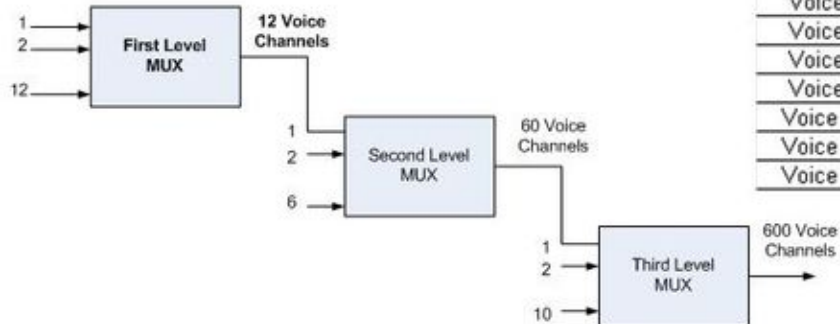 1
2
12
First Level
MUX
12 Voice
Channels
1
2
6
Second Level
MUX
60 Voice
Channels
1
2
10
Third Level
MUX
600 Voice
Channels
Voice
Voice
Voice
Voice
Voice
Voice
Voice